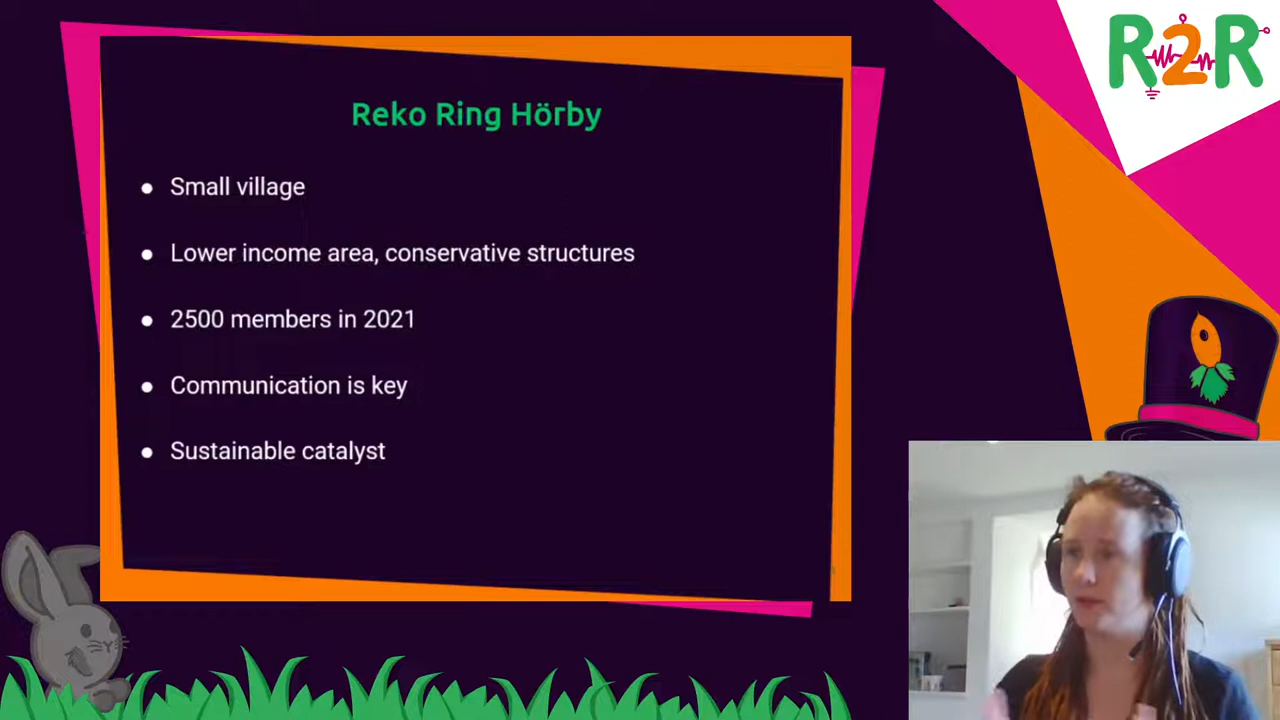 R2R
Reko Ring Hörby
● Small village
● Lower income area, conservative structures
● 2500 members in 2021
● Communication is key
● Sustainable catalyst